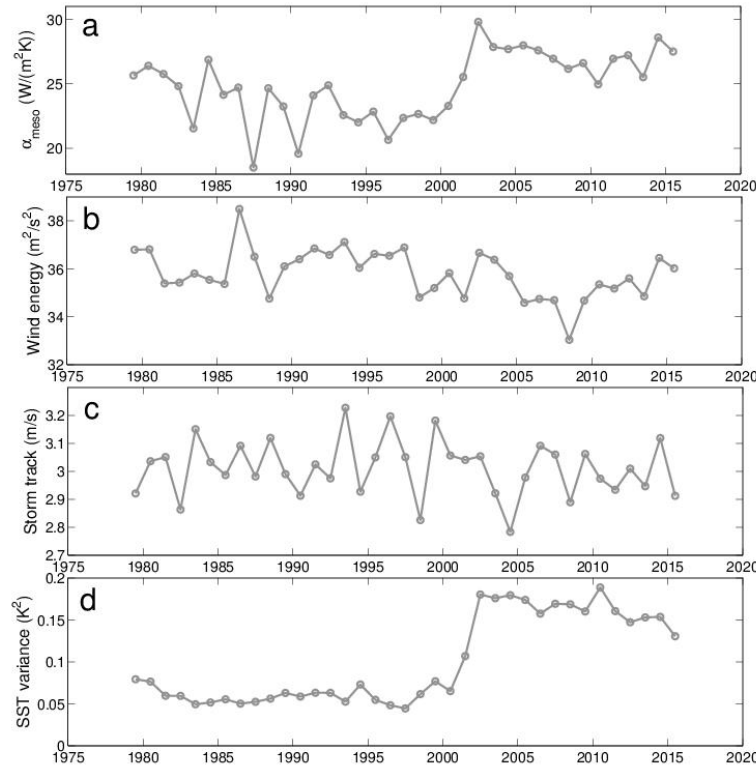 a
α_meso (W/(m²K))
30
25
20
1975 1980 1985 1990 1995 2000 2005 2010 2015 2020
b
Wind energy (m²/s²)
38
36
34
32
1975 1980 1985 1990 1995 2000 2005 2010 2015 2020
c
Storm track (m/s)
3.2
3.1
3
2.9
2.8
2.7
1975 1980 1985 1990 1995 2000 2005 2010 2015 2020
d
SST variance (K²)
0.2
0.15
0.1
0.05
0
1975 1980 1985 1990 1995 2000 2005 2010 2015 2020